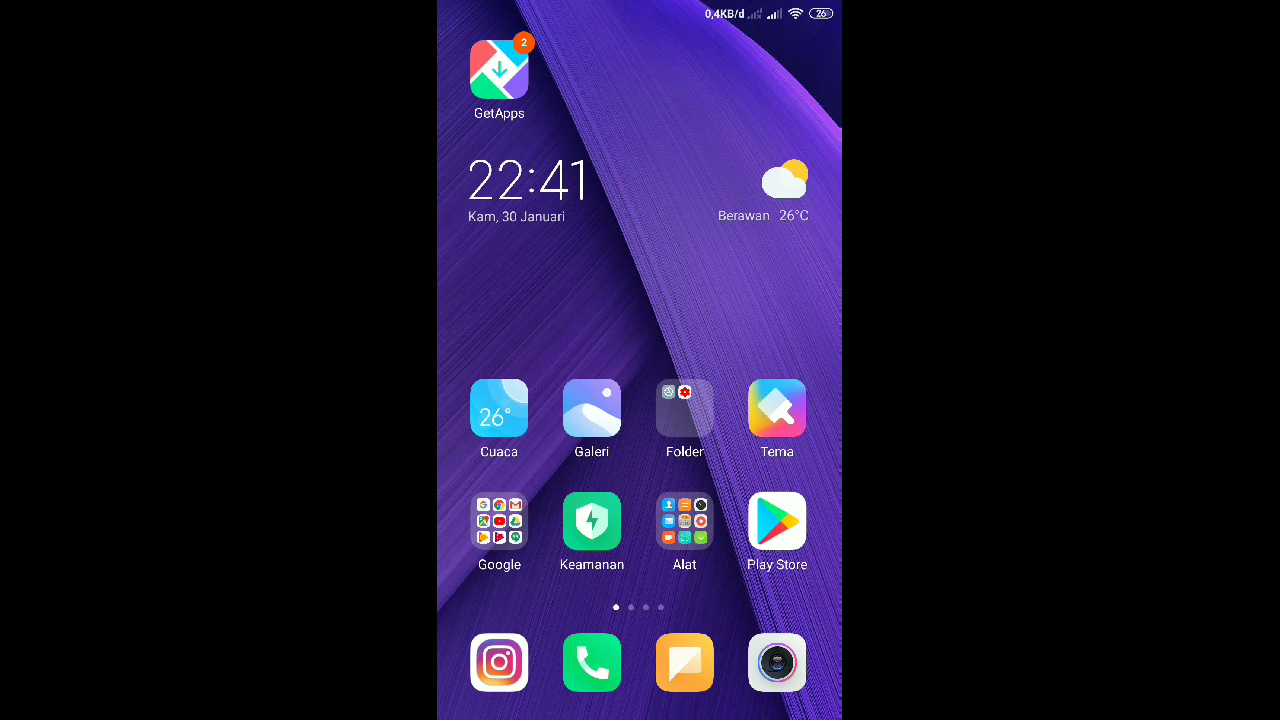 0,4KB/d 26
2
GetApps
22:41
Kam, 30 Januari
Berawan 26°C
26°
Cuaca Galeri Folder Tema
Google Keamanan Alat Play Store